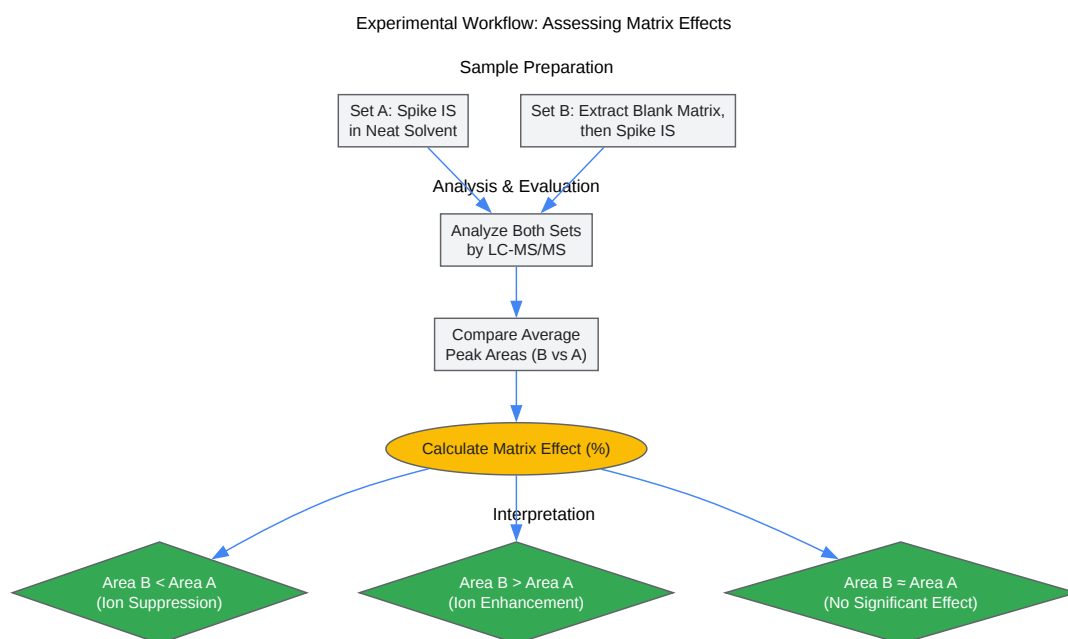 Experimental Workflow: Assessing Matrix Effects
Sample Preparation
Set A: Spike IS
in Neat Solvent
Set B: Extract Blank Matrix,
then Spike IS
Analysis & Evaluation
Analyze Both Sets
by LC-MS/MS
Compare Average
Peak Areas (B vs A)
Calculate Matrix Effect (%)
Interpretation
Area B < Area A
(Ion Suppression)
Area B > Area A
(Ion Enhancement)
Area B ≈ Area A
(No Significant Effect)